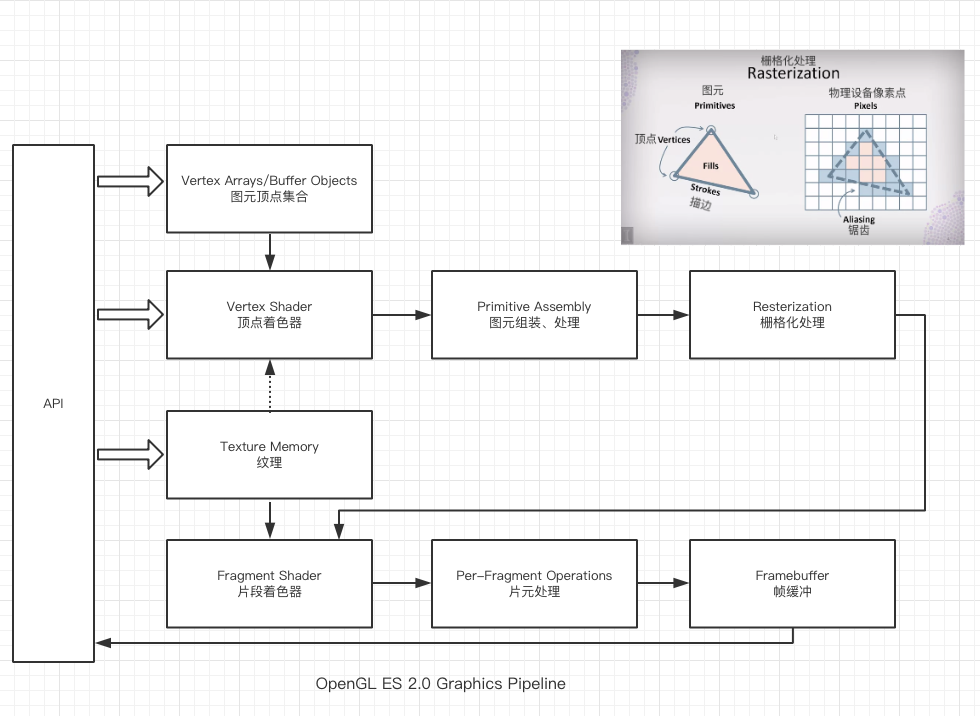 栅格化处理
Rasterization
图元
Primitives
物理设备像素点
Pixels
顶点 Vertices
Fills
Strokes
描边
Aliasing
锯齿
API
Vertex Arrays/Buffer Objects
图元顶点集合
Vertex Shader
顶点着色器
Primitive Assembly
图元组装、处理
Resterization
栅格化处理
Texture Memory
纹理
Fragment Shader
片段着色器
Per-Fragment Operations
片元处理
Framebuffer
帧缓冲
OpenGL ES 2.0 Graphics Pipeline